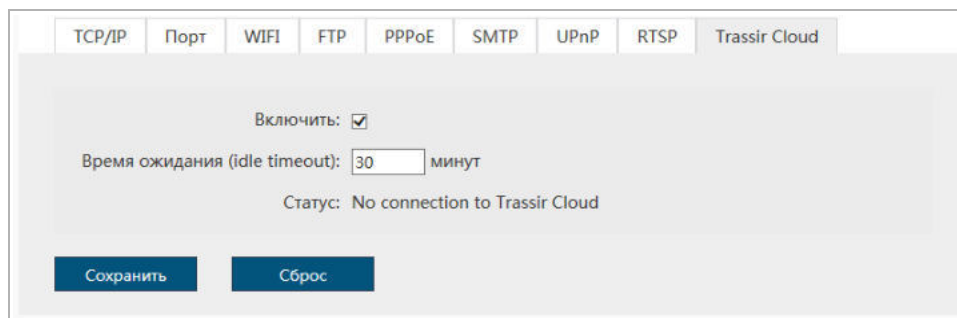 TCP/IP Порт WIFI FTP PPPoE SMTP UPnP RTSP Trassir Cloud
Включить:
Время ожидания (idle timeout): 30 минут
Статус: No connection to Trassir Cloud
Сохранить Сброс